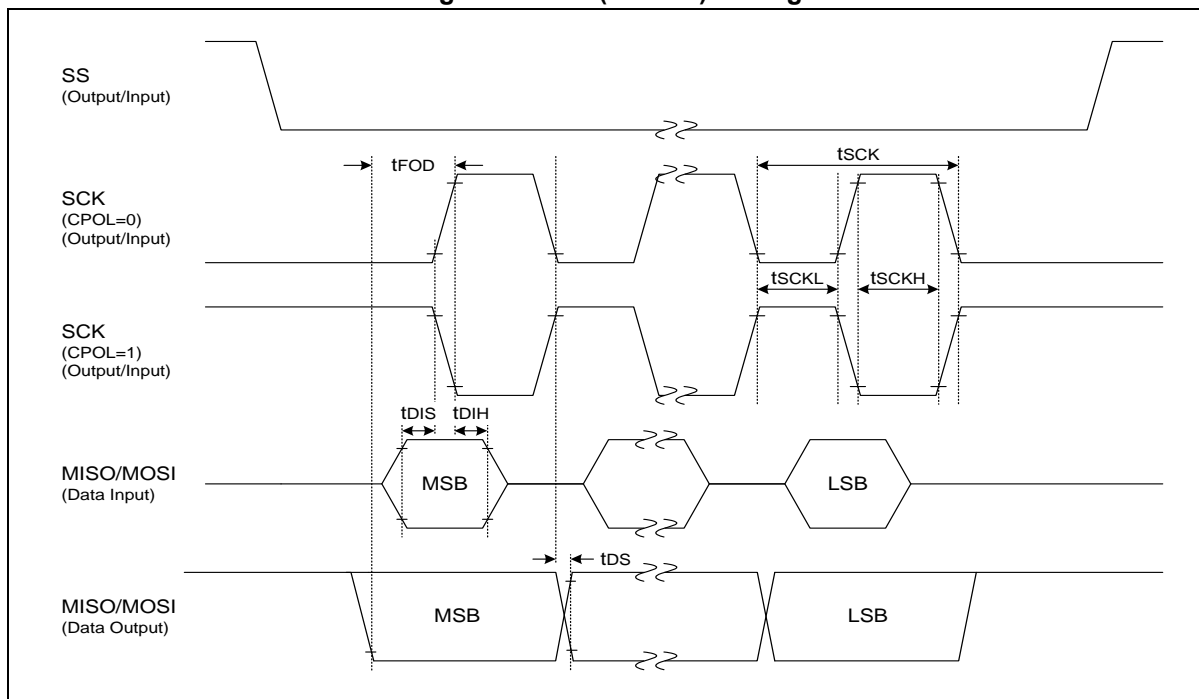 SS
(Output/Input)
tFOD
tSCK
SCK
(CPOL=0)
(Output/Input)
tSCKL
tSCKH
SCK
(CPOL=1)
(Output/Input)
tDIS
tDIH
MISO/MOSI
(Data Input)
MSB
LSB
tDS
MISO/MOSI
(Data Output)
MSB
LSB